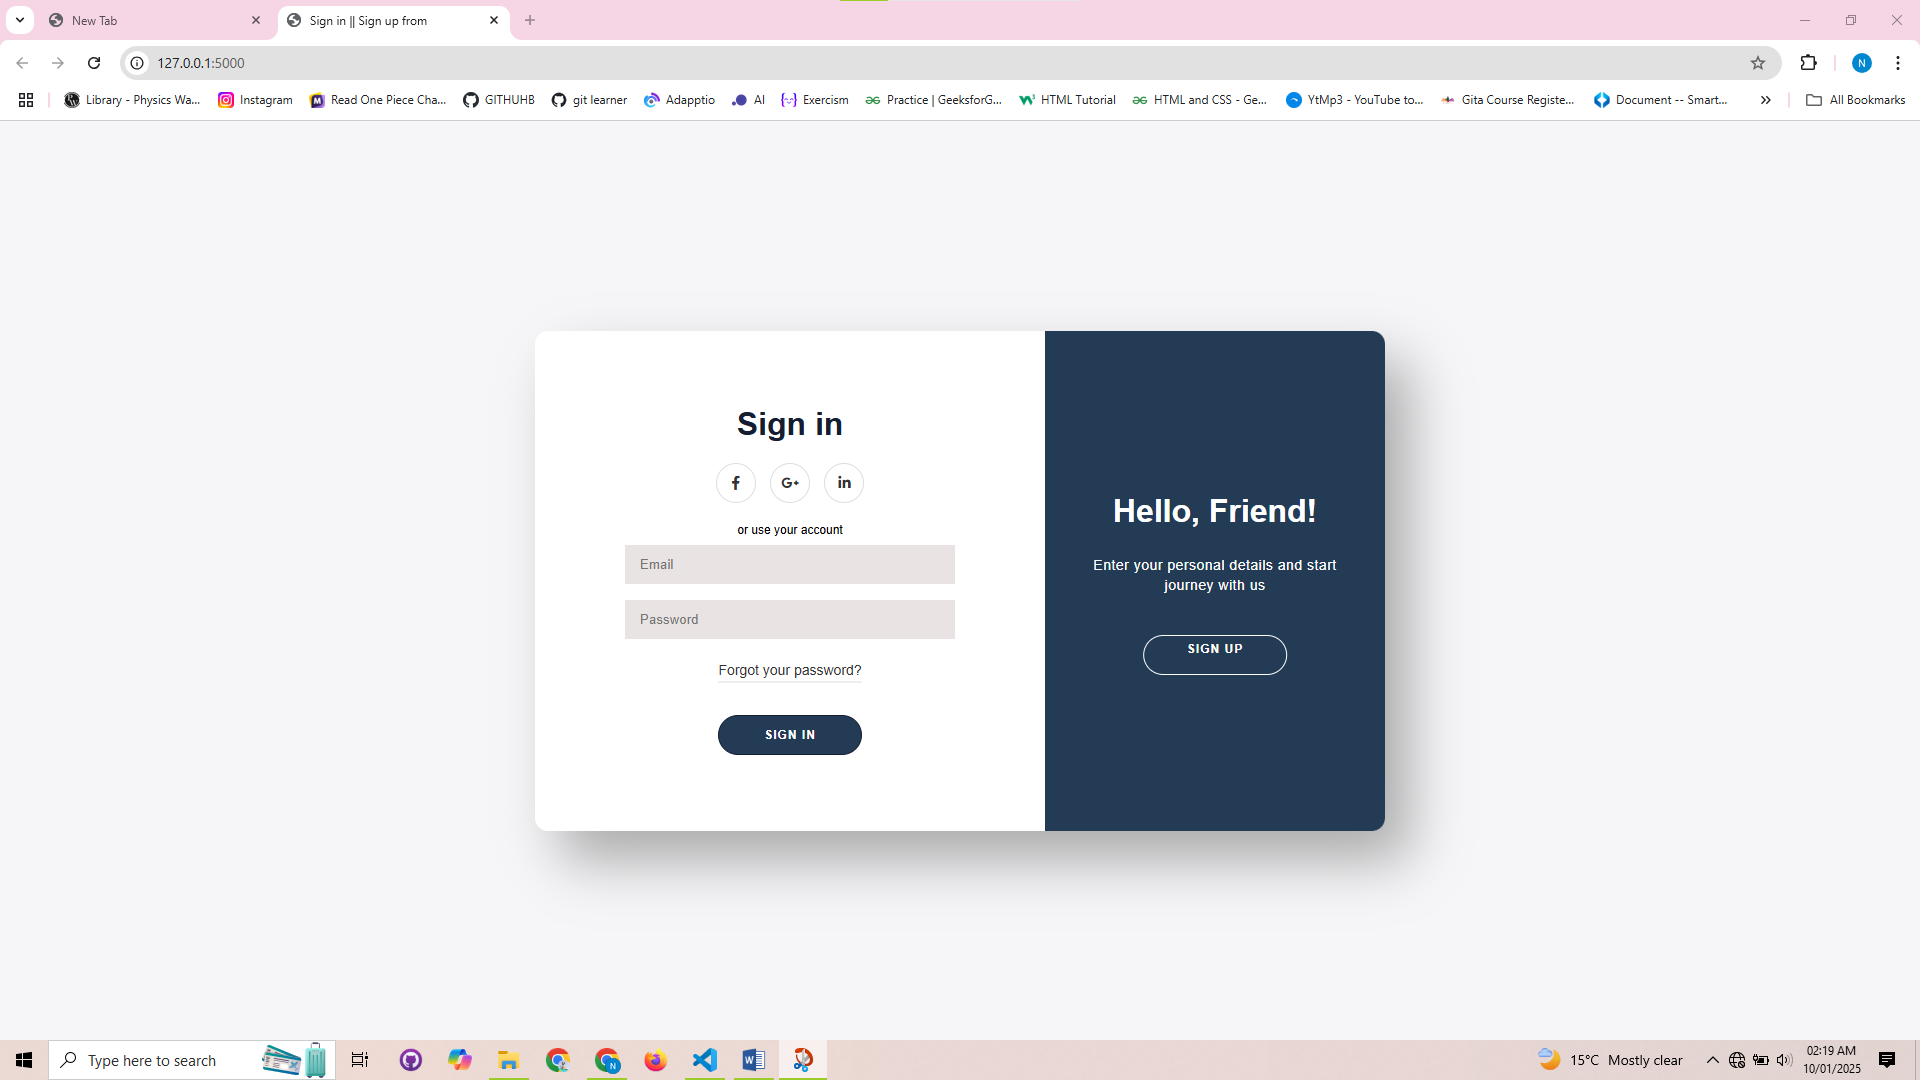 New Tab
Sign in || Sign up from
127.0.0.1:5000
Library - Physics Wa...
Instagram
Read One Piece Cha...
GITHUHB
git learner
Adapptio
AI
Exercism
Practice | GeeksforG...
HTML Tutorial
HTML and CSS - Ge...
YtMp3 - YouTube to...
Gita Course Registe...
Document -- Smart...
All Bookmarks
N
Sign in
f
G+
in
or use your account
Email
Password
Forgot your password?
SIGN IN
Hello, Friend!
Enter your personal details and start
journey with us
SIGN UP
Type here to search
15°C Mostly clear
02:19 AM
10/01/2025